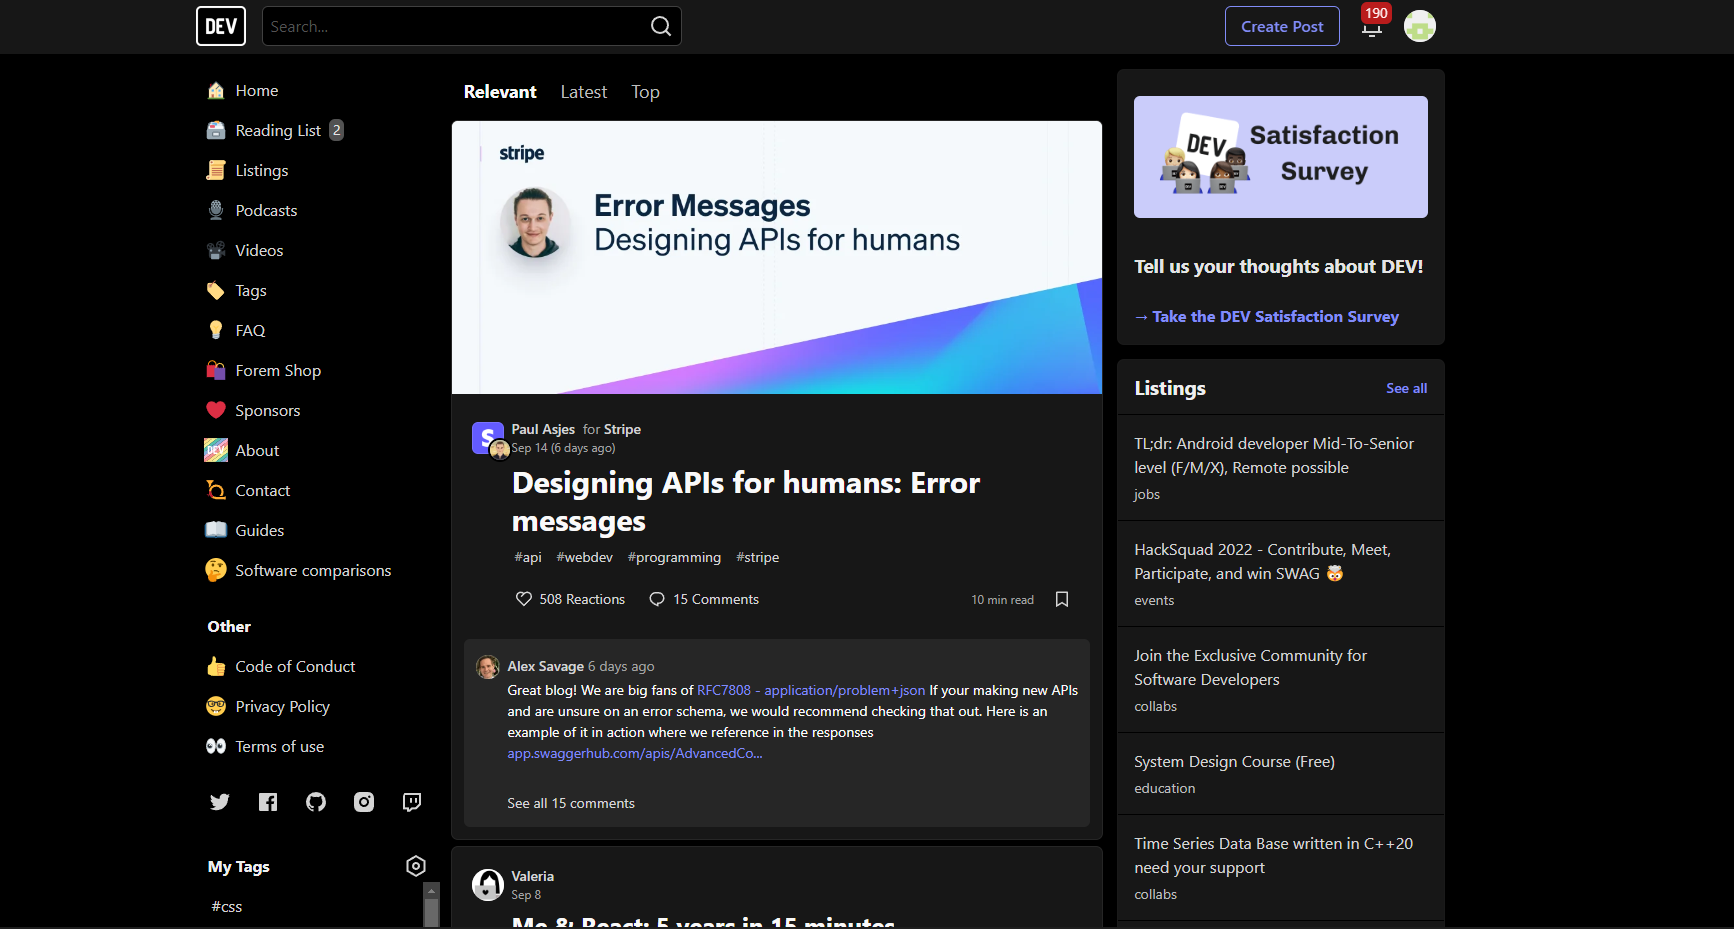 DEV
Search...
Create Post
190
Home
Reading List 2
Listings
Podcasts
Videos
Tags
FAQ
Forem Shop
Sponsors
DEV
About
Contact
Guides
Software comparisons
Other
Code of Conduct
Privacy Policy
Terms of use
My Tags
#css
Relevant Latest Top
stripe
Error Messages
Designing APIs for humans
S
Paul Asjes for Stripe
Sep 14 (6 days ago)
Designing APIs for humans: Error
messages
#api #webdev #programming #stripe
508 Reactions 15 Comments 10 min read
Alex Savage 6 days ago
Great blog! We are big fans of RFC7808 - application/problem+json If your making new APIs
and are unsure on an error schema, we would recommend checking that out. Here is an
example of it in action where we reference in the responses
app.swaggerhub.com/apis/AdvancedCo...
See all 15 comments
Valeria
Sep 8
Me & React: 5 years in 15 minutes
DEV
Satisfaction
Survey
Tell us your thoughts about DEV!
→ Take the DEV Satisfaction Survey
Listings See all
TL;dr: Android developer Mid-To-Senior
level (F/M/X), Remote possible
jobs
HackSquad 2022 - Contribute, Meet,
Participate, and win SWAG 🤯
events
Join the Exclusive Community for
Software Developers
collabs
System Design Course (Free)
education
Time Series Data Base written in C++20
need your support
collabs